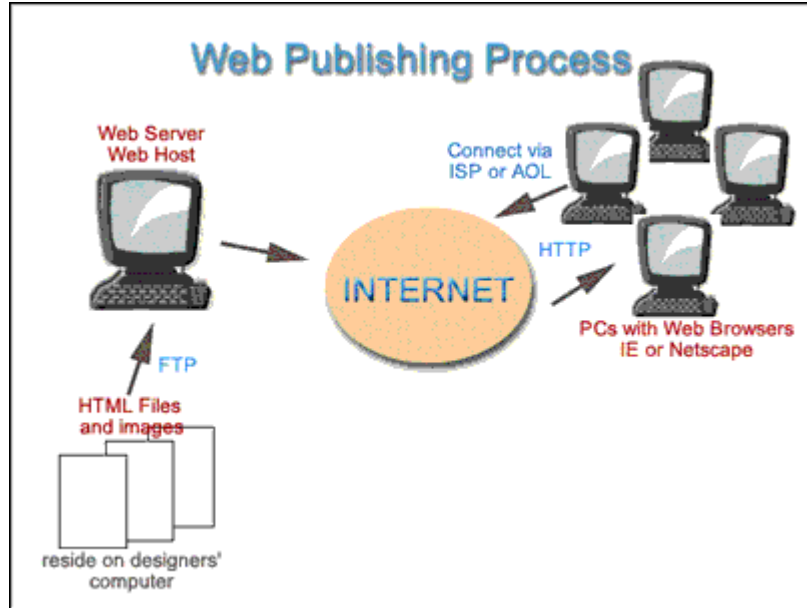 Web Publishing Process
Web Server
Web Host
Connect via
ISP or AOL
HTTP
INTERNET
PCs with Web Browsers
IE or Netscape
FTP
HTML Files
and images
reside on designers'
computer